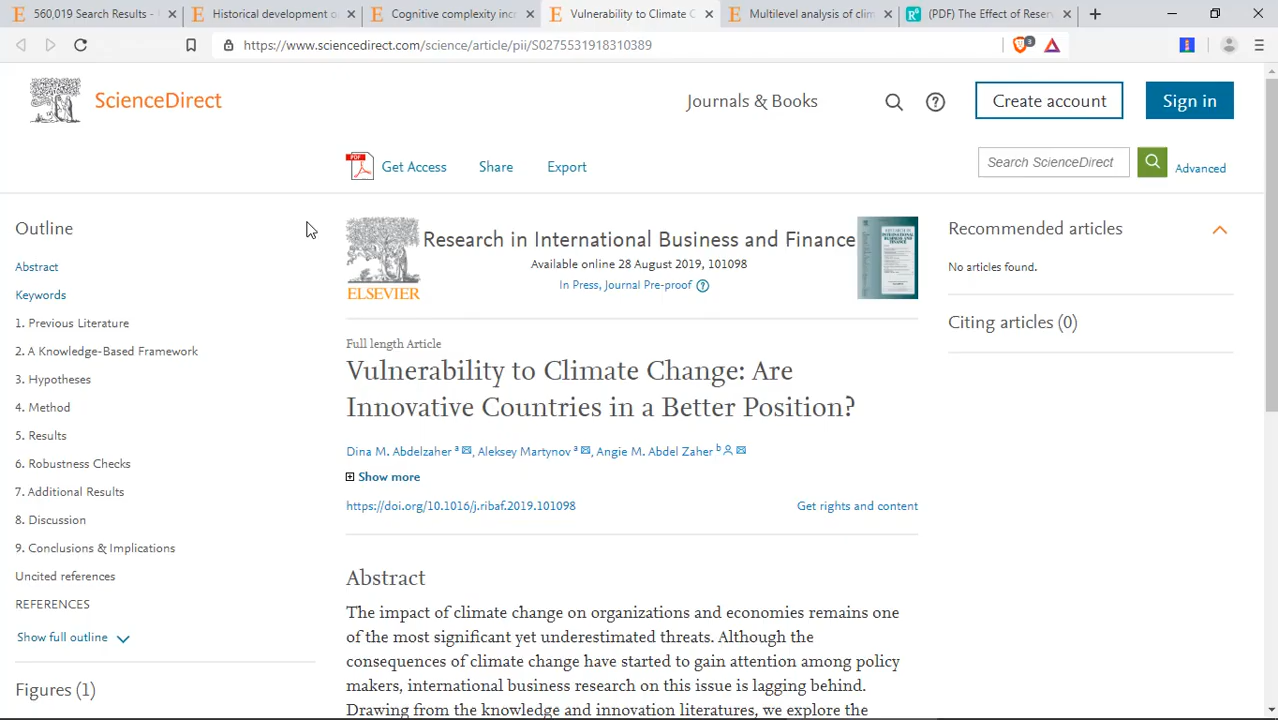 560,019 Search Results -
Historical development o
Cognitive complexity incr
Vulnerability to Climate C
Multilevel analysis of clim
(PDF) The Effect of Reserv
https://www.sciencedirect.com/science/article/pii/S0275531918310389
3
ScienceDirect
Journals & Books
Create account
Sign in
PDF
Get Access
Share
Export
Search ScienceDirect
Advanced
Outline
Abstract
Keywords
1. Previous Literature
2. A Knowledge-Based Framework
3. Hypotheses
4. Method
5. Results
6. Robustness Checks
7. Additional Results
8. Discussion
9. Conclusions & Implications
Uncited references
REFERENCES
Show full outline
Figures (1)
ELSEVIER
Research in International Business and Finance
Available online 28 August 2019, 101098
In Press, Journal Pre-proof
Full length Article
Vulnerability to Climate Change: Are
Innovative Countries in a Better Position?
Dina M. Abdelzaher a, Aleksey Martynov a, Angie M. Abdel Zaher b
Show more
https://doi.org/10.1016/j.ribaf.2019.101098
Get rights and content
Abstract
The impact of climate change on organizations and economies remains one
of the most significant yet underestimated threats. Although the
consequences of climate change have started to gain attention among policy
makers, international business research on this issue is lagging behind.
Drawing from the knowledge and innovation literatures, we explore the
Recommended articles
No articles found.
Citing articles (0)